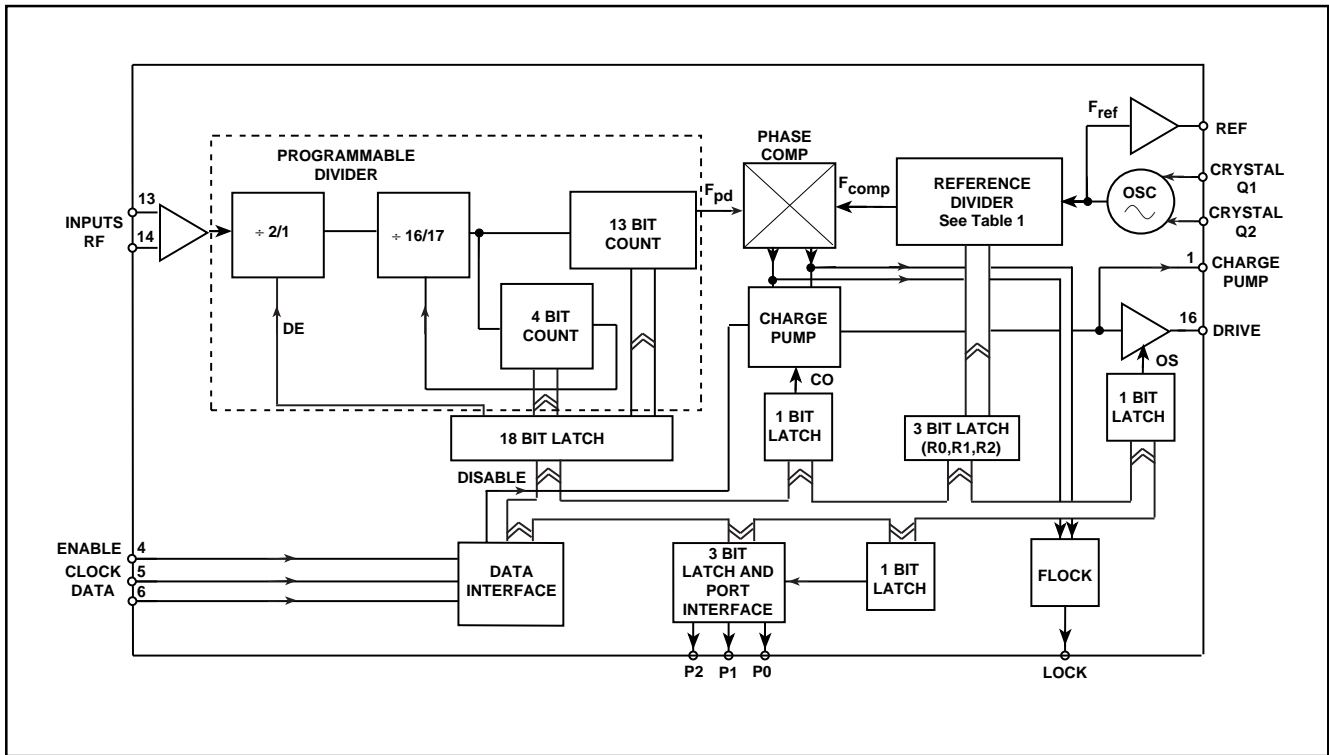 PROGRAMMABLE
DIVIDER
13
INPUTS
RF
14
÷ 2/1
÷ 16/17
13 BIT
COUNT
4 BIT
COUNT
DE
F_pd
PHASE
COMP
F_comp
REFERENCE
DIVIDER
See Table 1
F_ref
REF
OSC
CRYSTAL
Q1
CRYSTAL
Q2
1
CHARGE
PUMP
CHARGE
PUMP
16
DRIVE
OS
CO
18 BIT LATCH
1 BIT
LATCH
3 BIT LATCH
(R0,R1,R2)
1 BIT
LATCH
DISABLE
ENABLE
4
CLOCK
5
DATA
6
DATA
INTERFACE
3 BIT
LATCH AND
PORT
INTERFACE
1 BIT
LATCH
FLOCK
P2
P1
P0
LOCK